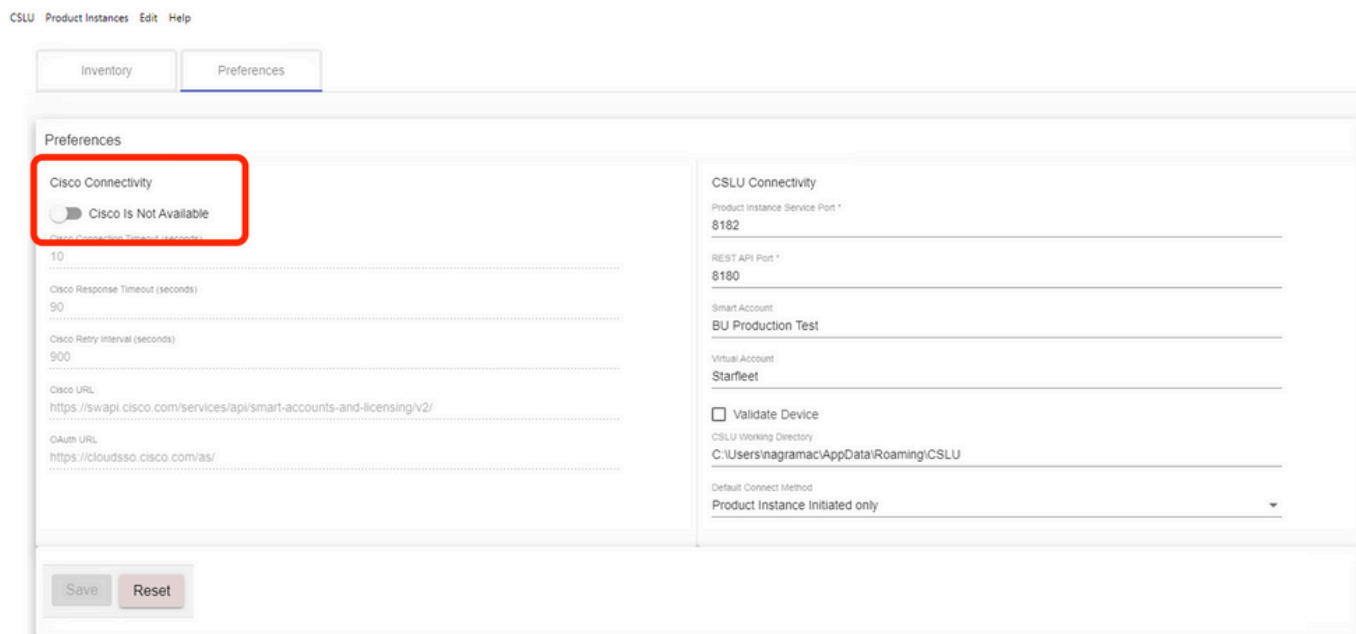 CSLU Product Instances Edit Help
Inventory Preferences
Preferences
Cisco Connectivity
Cisco Is Not Available
Cisco Connection Timeout (seconds)
10
Cisco Response Timeout (seconds)
90
Cisco Retry Interval (seconds)
900
Cisco URL
https://swapi.cisco.com/services/api/smart-accounts-and-licensing/v2/
OAuth URL
https://cloudsso.cisco.com/as/
CSLU Connectivity
Product Instance Service Port *
8182
REST API Port *
8180
Smart Account
BU Production Test
Virtual Account
Starfleet
Validate Device
CSLU Working Directory
C:\Users\nagramac\AppData\Roaming\CSLU
Default Connect Method
Product Instance Initiated only
Save Reset